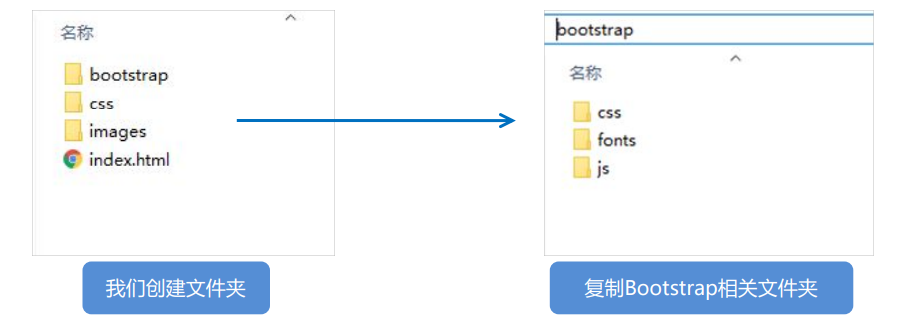 名称
bootstrap
css
images
index.html
我们创建文件夹
bootstrap
名称
css
fonts
js
复制Bootstrap相关文件夹